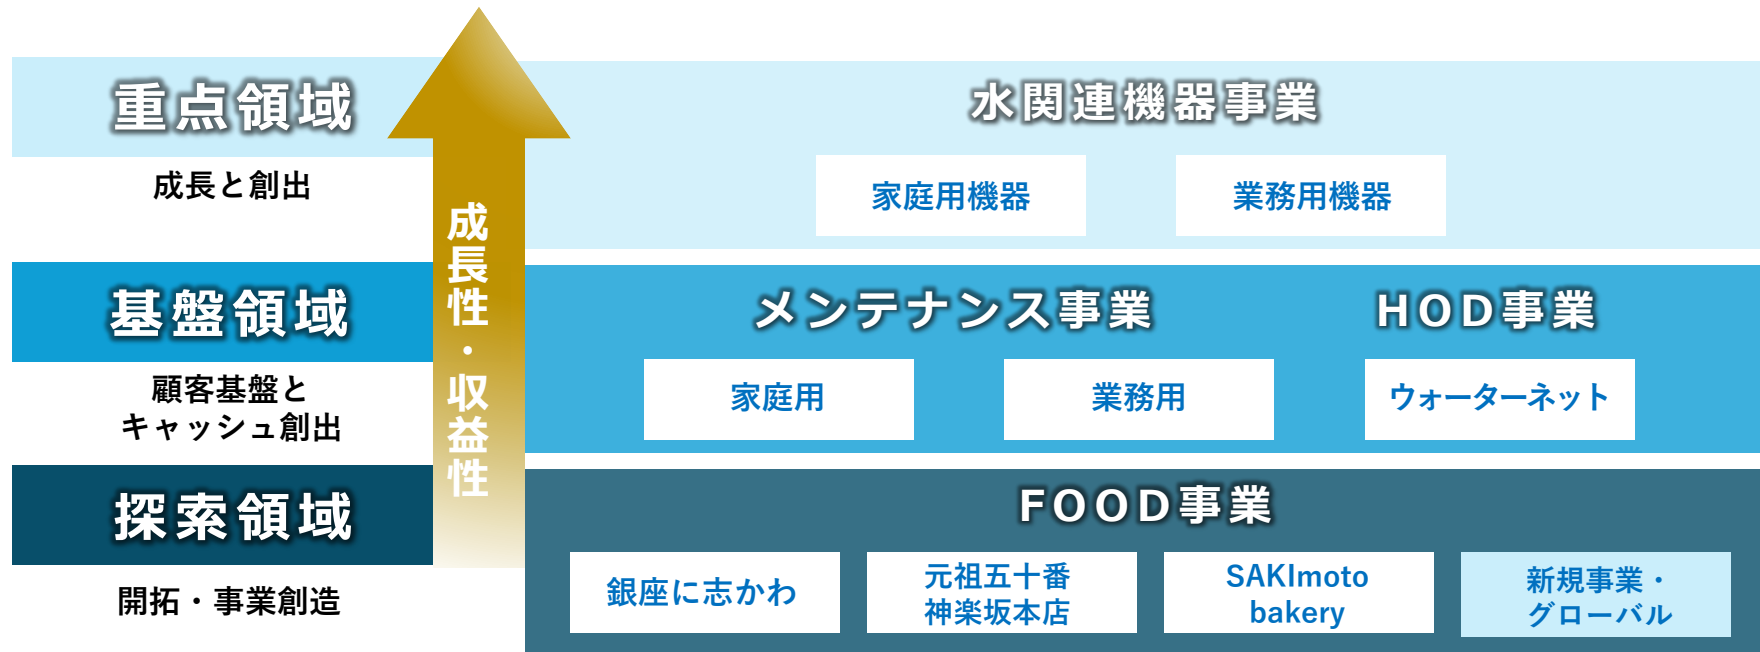 重点領域
成長と創出
水関連機器事業
家庭用機器
業務用機器
成長性・収益性
基盤領域
顧客基盤と
キャッシュ創出
メンテナンス事業
家庭用
業務用
HOD事業
ウォーターネット
探索領域
開拓・事業創造
FOOD事業
銀座に志かわ
元祖五十番
神楽坂本店
SAKImoto
bakery
新規事業・
グローバル